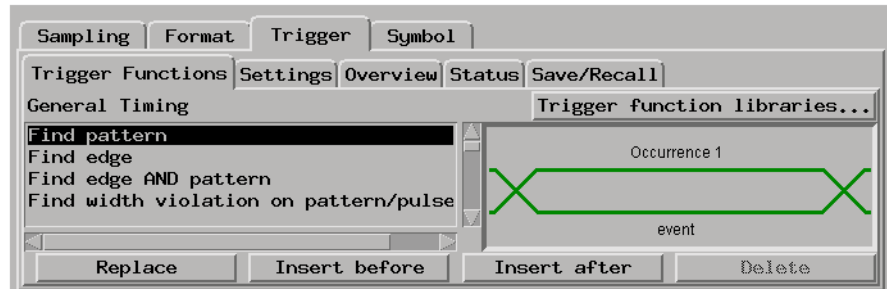 Sampling Format Trigger Symbol
Trigger Functions Settings Overview Status Save/Recall
General Timing Trigger function libraries...
Find pattern
Find edge
Find edge AND pattern
Find width violation on pattern/pulse
Occurrence 1
event
Replace Insert before Insert after Delete